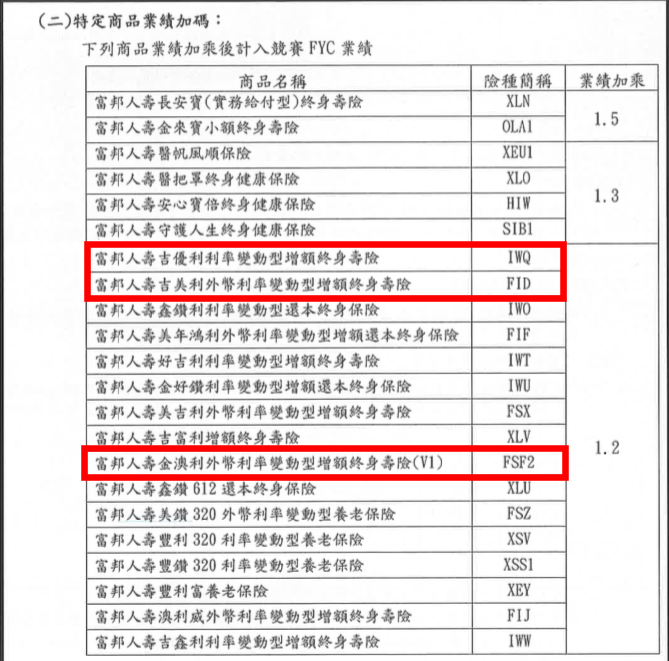 (二)特定商品業績加碼：
下列商品業績加乘後計入競賽 FYC 業績
商品名稱 險種簡稱 業績加乘
富邦人壽長安寶(實務給付型)終身壽險 XLN 1.5
富邦人壽金來寶小額終身壽險 OLA1
富邦人壽醫帆風順保險 XEU1 1.3
富邦人壽醫把罩終身健康保險 XLO
富邦人壽安心寶倍終身健康保險 HIW
富邦人壽守護人生終身健康保險 SIB1
富邦人壽吉優利利率變動型增額終身壽險 IWQ 1.2
富邦人壽吉美利外幣利率變動型增額終身壽險 FID
富邦人壽鑫鑽利利率變動型還本終身保險 IWO
富邦人壽美年鴻利外幣利率變動型增額還本終身保險 FIF
富邦人壽好吉利利率變動型增額終身壽險 IWT
富邦人壽金好鑽利率變動型增額還本終身保險 IWU
富邦人壽美吉利外幣利率變動型增額終身壽險 FSX
富邦人壽吉富利增額終身壽險 XLV
富邦人壽金澳利外幣利率變動型增額終身壽險(V1) FSF2
富邦人壽鑫鑽 612 還本終身保險 XLU
富邦人壽美鑽 320 外幣利率變動型養老保險 FSZ
富邦人壽豐利 320 利率變動型養老保險 XSV
富邦人壽豐鑽 320 利率變動型養老保險 XSS1
富邦人壽豐利富養老保險 XEY
富邦人壽澳利威外幣利率變動型增額終身壽險 FIJ
富邦人壽吉鑫利利率變動型增額終身壽險 IWW